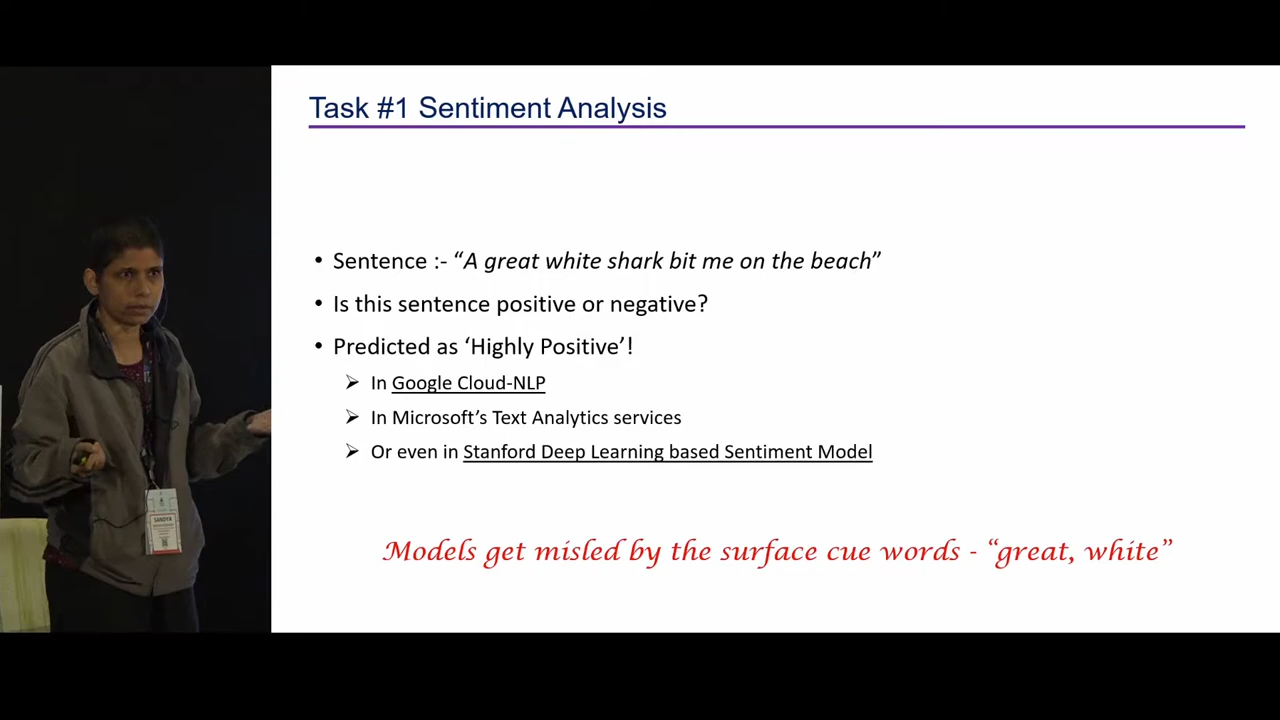 Task #1 Sentiment Analysis
• Sentence :- “A great white shark bit me on the beach”
• Is this sentence positive or negative?
• Predicted as ‘Highly Positive’!
➢ In Google Cloud-NLP
➢ In Microsoft’s Text Analytics services
➢ Or even in Stanford Deep Learning based Sentiment Model
Models get misled by the surface cue words - “great, white”
SANDYA